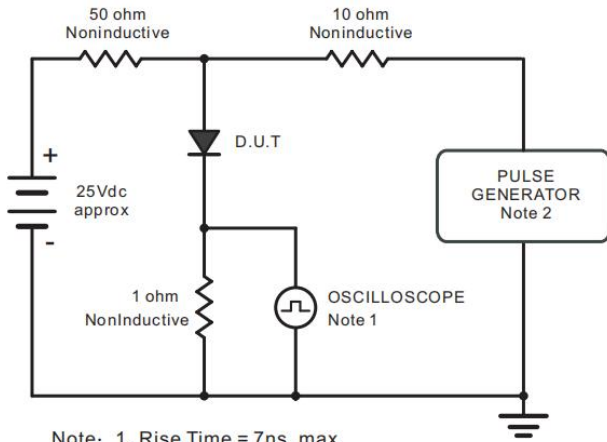 50 ohm
Noninductive
10 ohm
Noninductive
D.U.T
+
25Vdc
approx
-
PULSE
GENERATOR
Note 2
1 ohm
NonInductive
OSCILLOSCOPE
Note 1
Note: 1. Rise Time = 7ns max